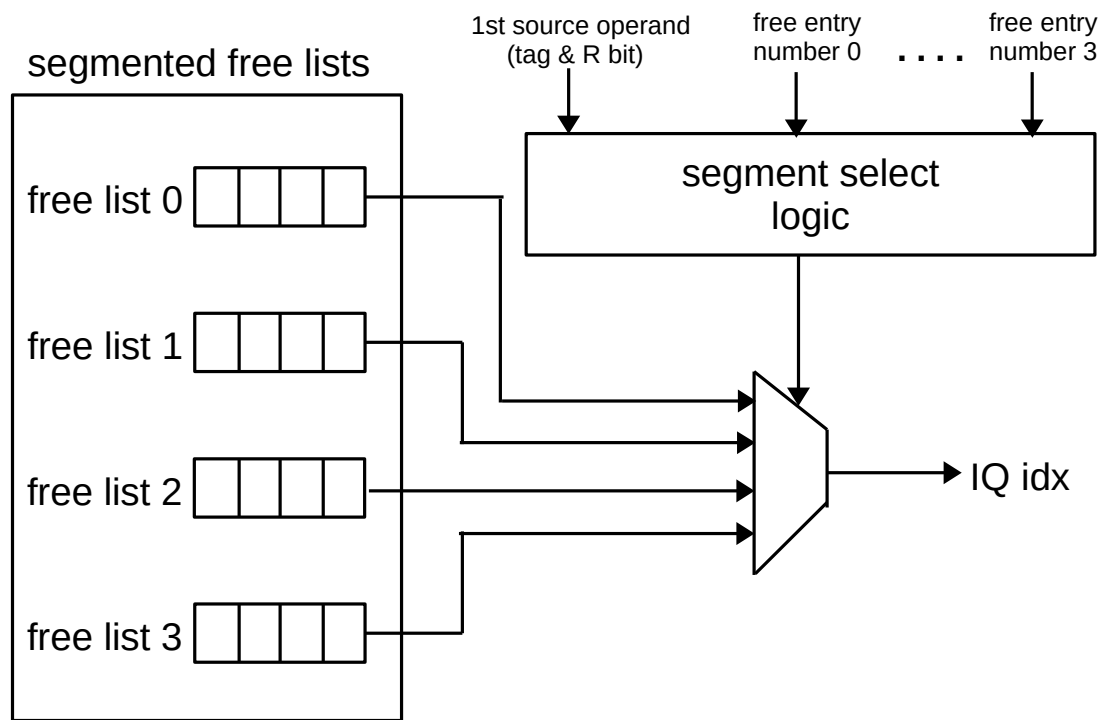 segmented free lists
free list 0
free list 1
free list 2
free list 3
1st source operand
(tag & R bit)
free entry
number 0
. . . .
free entry
number 3
segment select
logic
IQ idx